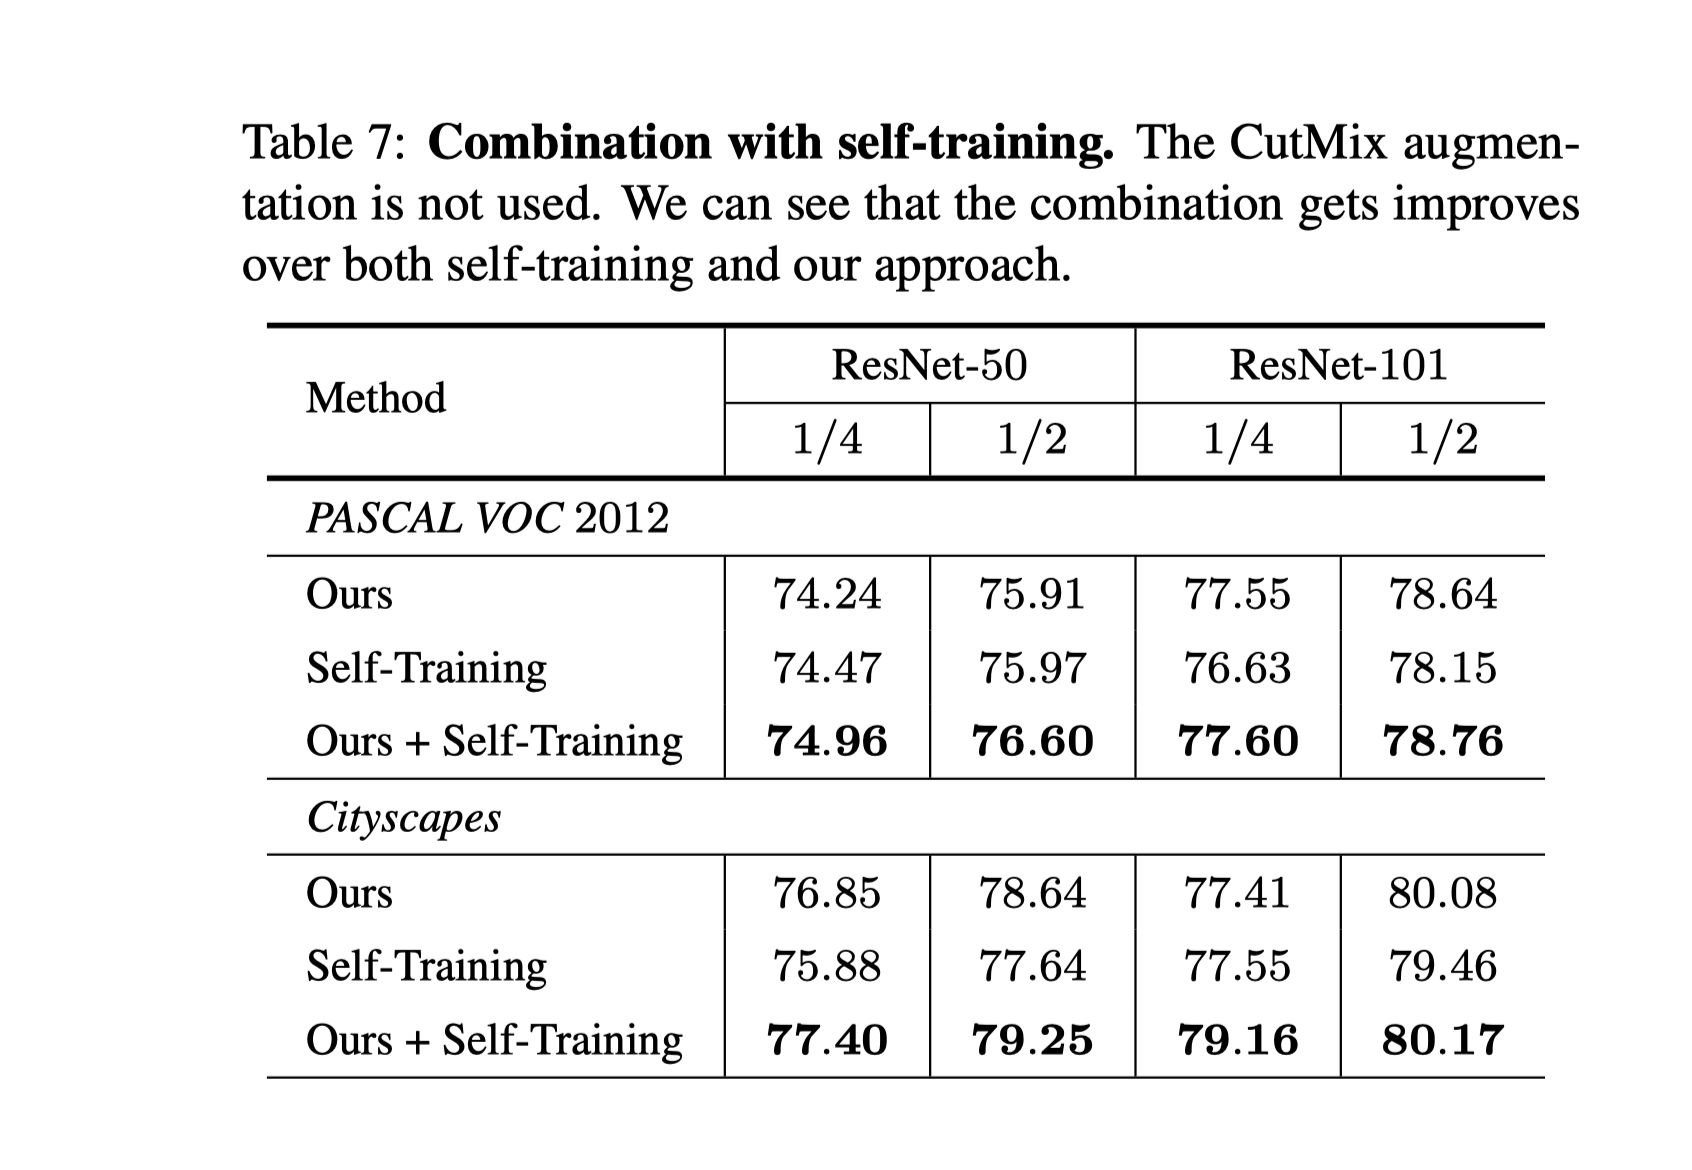 Table 7: Combination with self-training. The CutMix augmen-
tation is not used. We can see that the combination gets improves
over both self-training and our approach.
Method ResNet-50 ResNet-101
1/4 1/2 1/4 1/2
PASCAL VOC 2012
Ours 74.24 75.91 77.55 78.64
Self-Training 74.47 75.97 76.63 78.15
Ours + Self-Training 74.96 76.60 77.60 78.76
Cityscapes
Ours 76.85 78.64 77.41 80.08
Self-Training 75.88 77.64 77.55 79.46
Ours + Self-Training 77.40 79.25 79.16 80.17